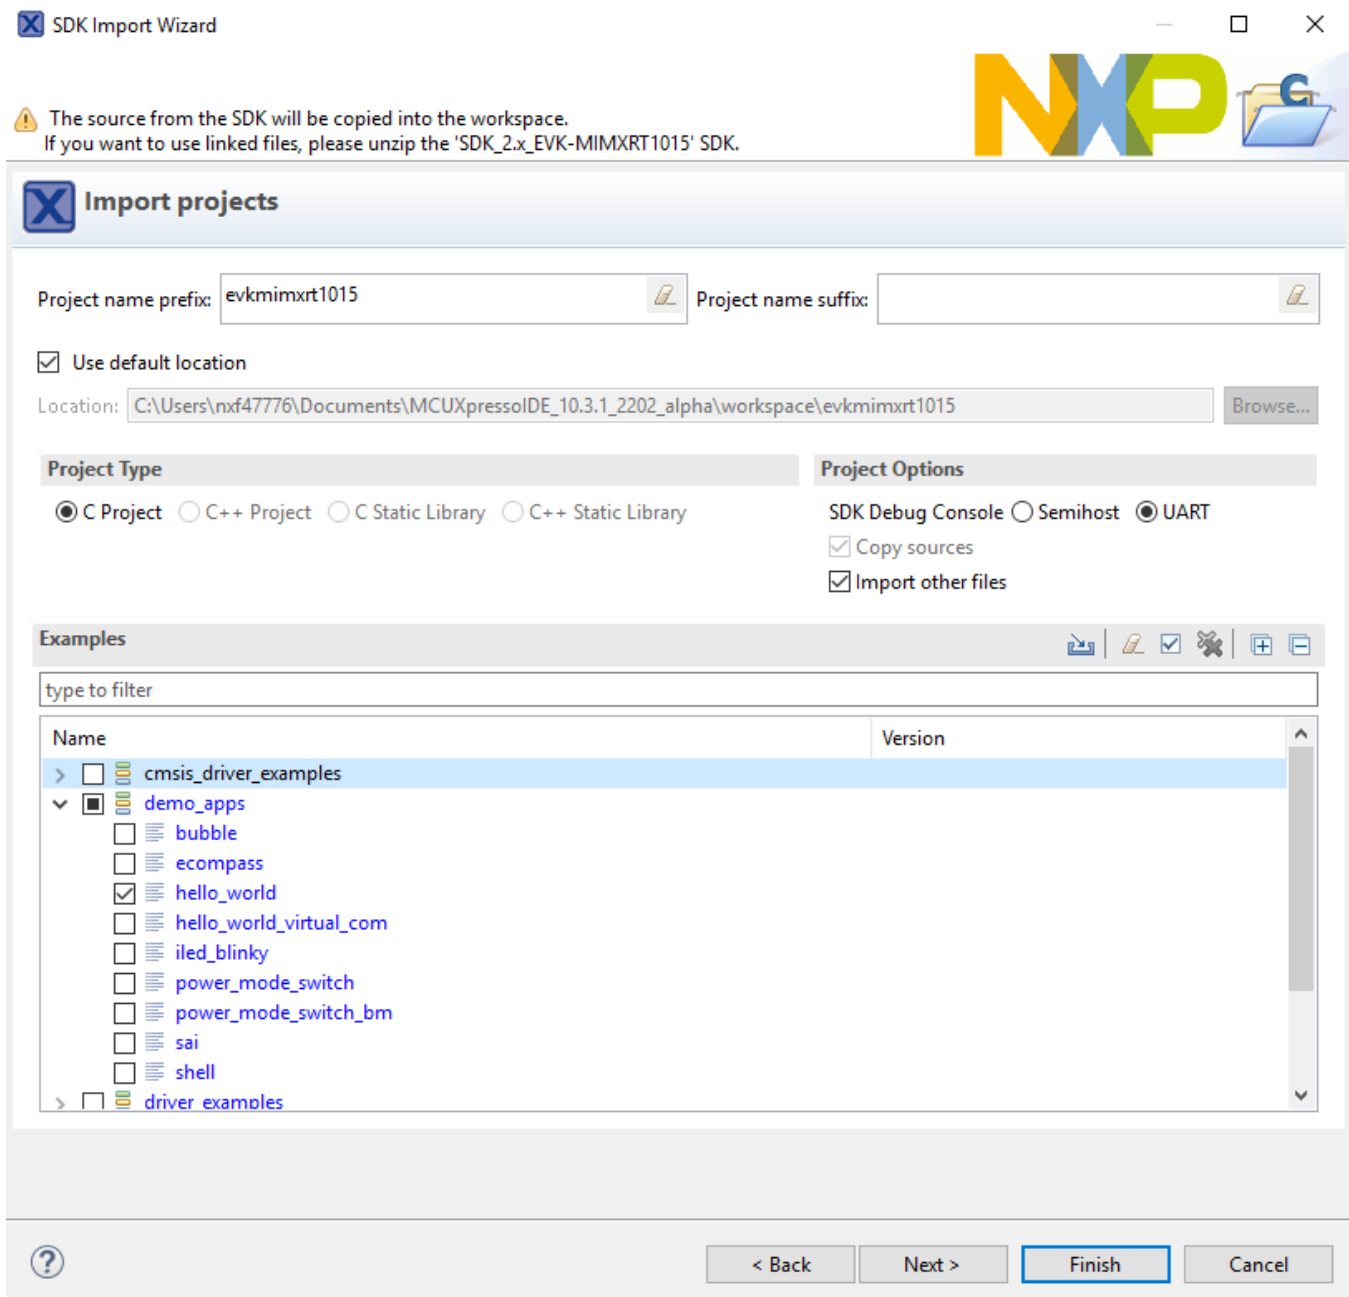 SDK Import Wizard
The source from the SDK will be copied into the workspace.
If you want to use linked files, please unzip the 'SDK_2.x_EVK-MIMXRT1015' SDK.
NXP
C
Import projects
Project name prefix: evkmimxrt1015 Project name suffix:
Use default location
Location: C:\Users\nxf47776\Documents\MCUXpressoIDE_10.3.1_2202_alpha\workspace\evkmimxrt1015 Browse...
Project Type Project Options
C Project C++ Project C Static Library C++ Static Library SDK Debug Console Semihost UART
Copy sources
Import other files
Examples
type to filter
Name Version
cmsis_driver_examples
demo_apps
bubble
ecompass
hello_world
hello_world_virtual_com
iled_blinky
power_mode_switch
power_mode_switch_bm
sai
shell
driver_examples
? < Back Next > Finish Cancel